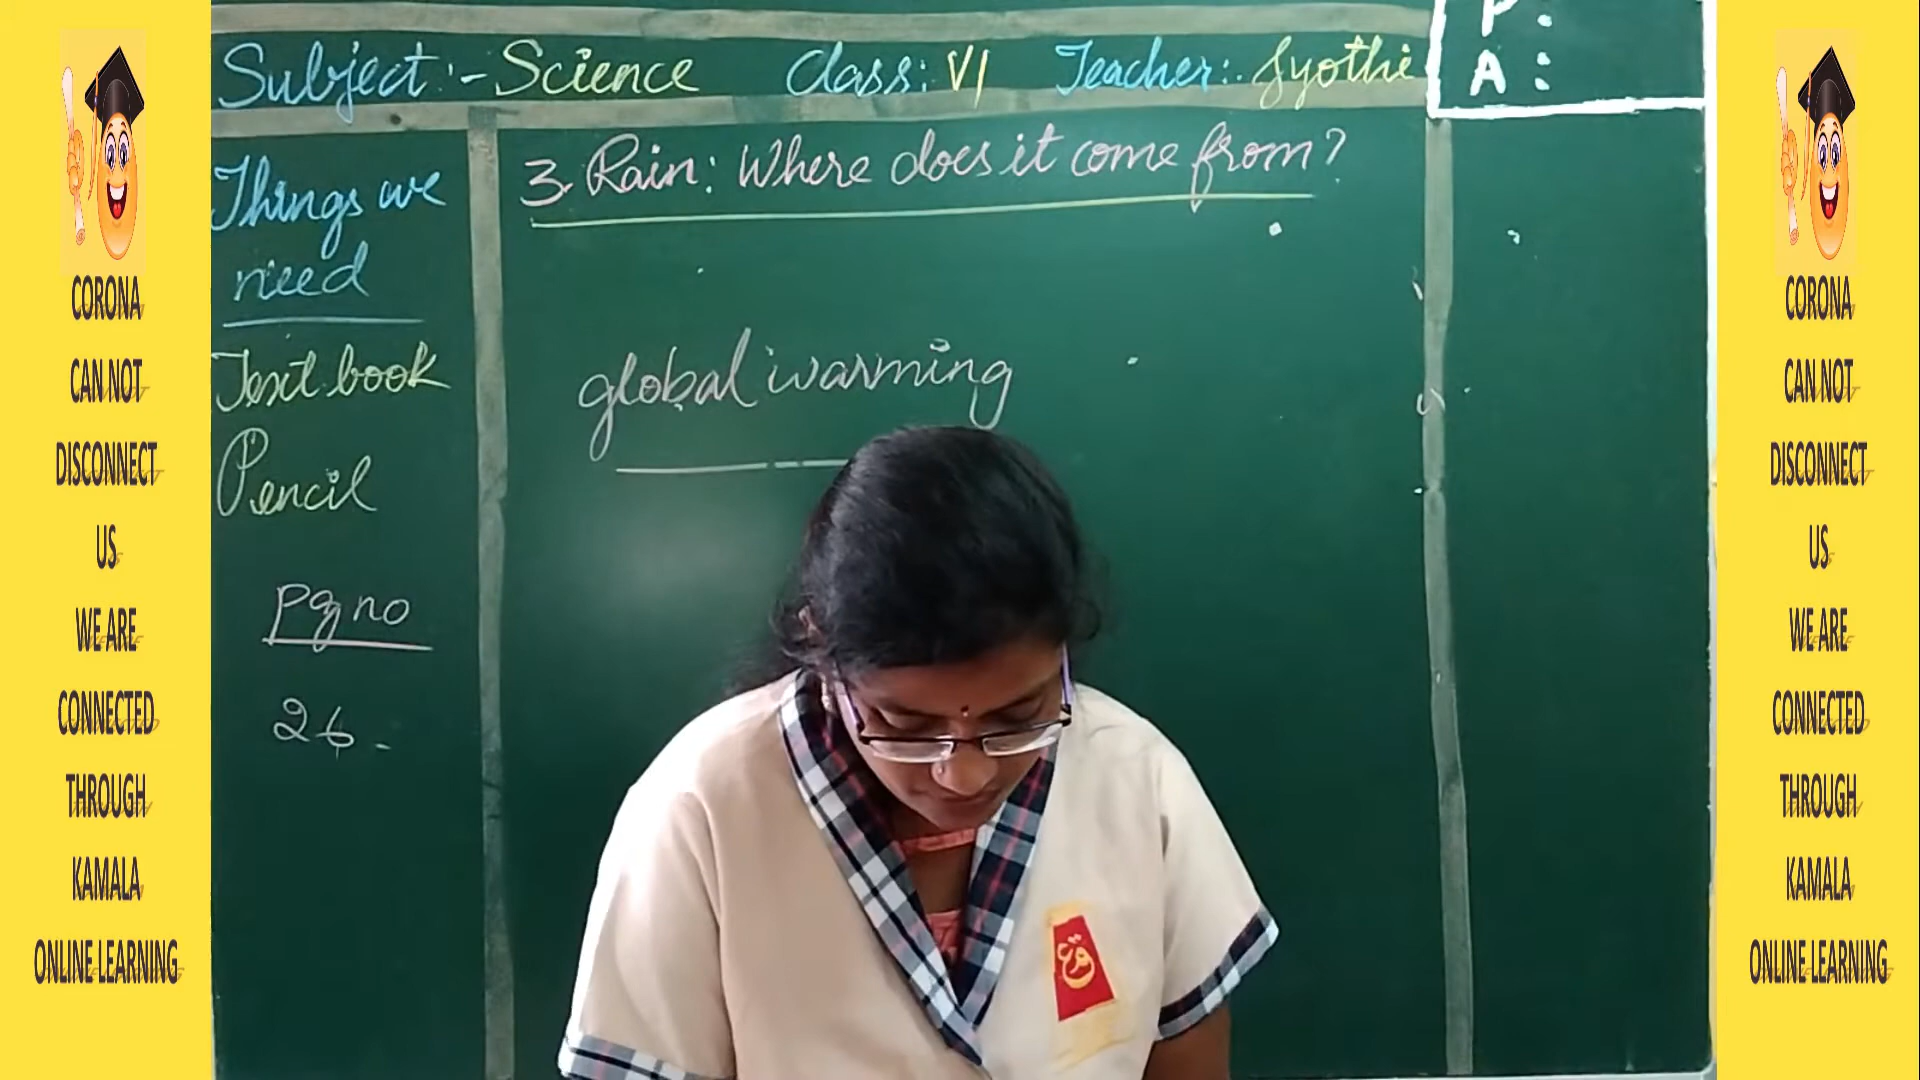 CORONA
CAN NOT
DISCONNECT
US
WE ARE
CONNECTED
THROUGH
KAMALA
ONLINE LEARNING
Subject:- Science Class: VI Teacher: Jyothi
P:
A:
Things we
need
Text book
Pencil
Pg no
26.
3. Rain: Where does it come from?
global warming
CORONA
CAN NOT
DISCONNECT
US
WE ARE
CONNECTED
THROUGH
KAMALA
ONLINE LEARNING